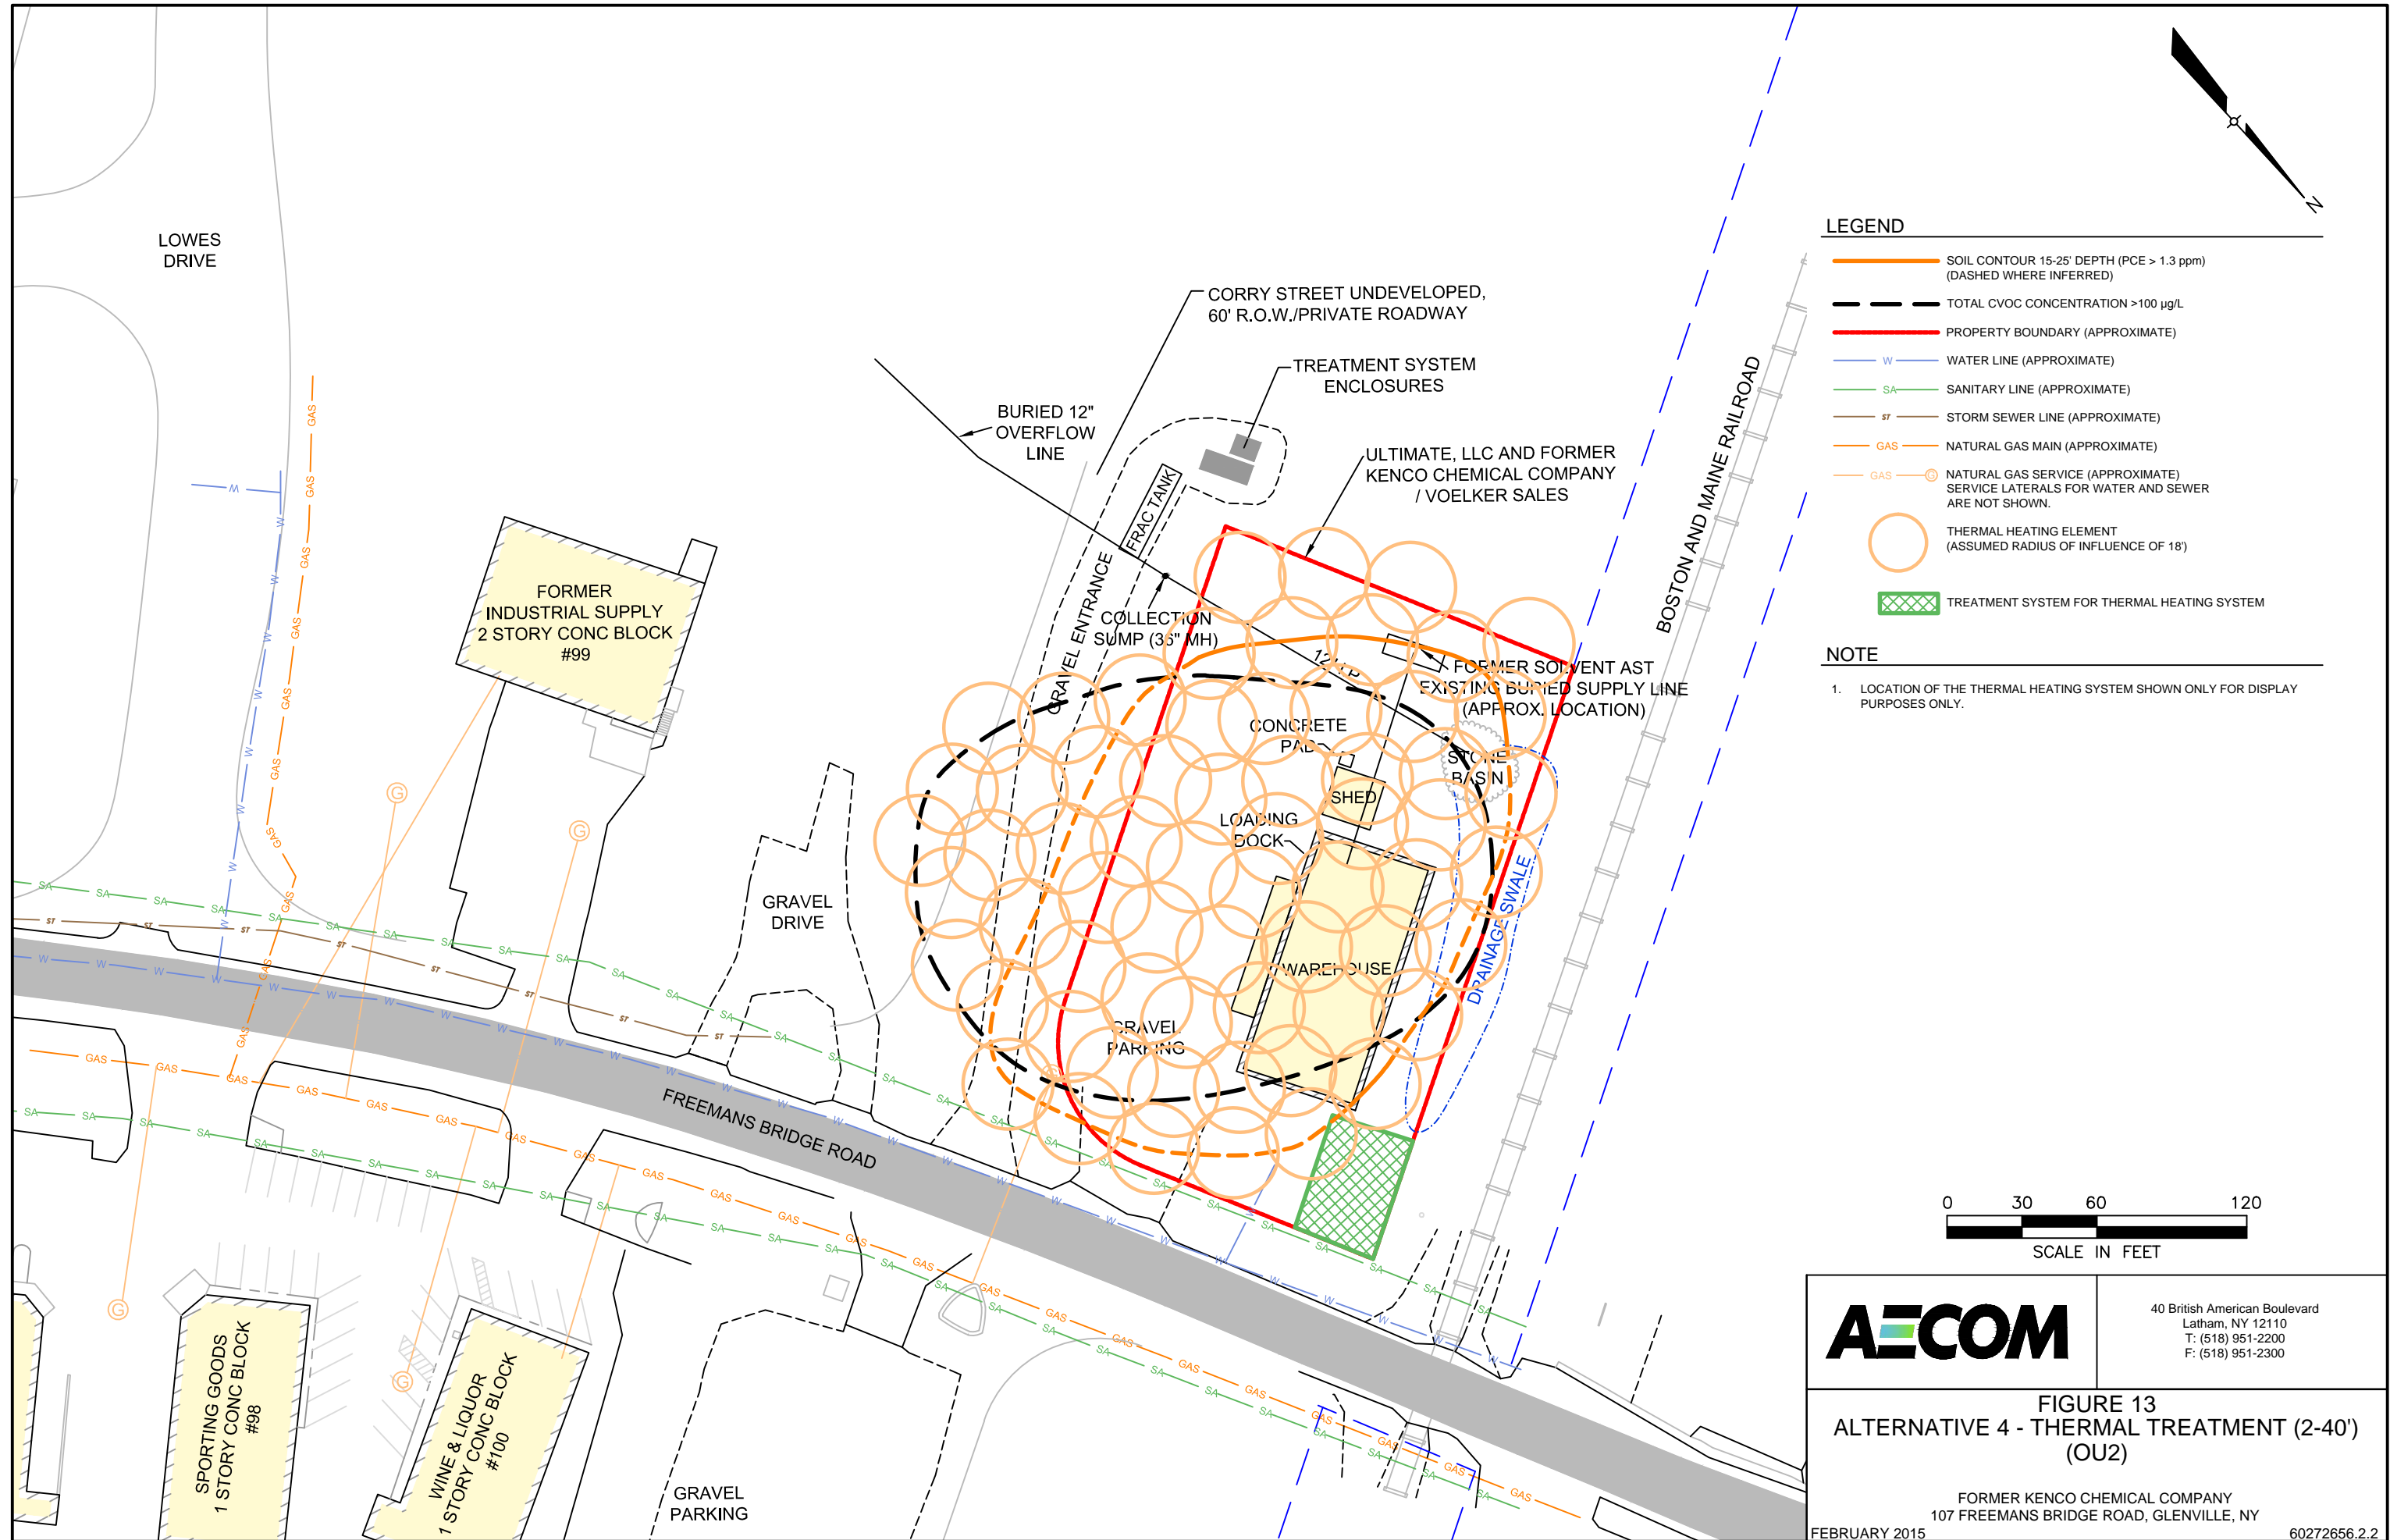 LOWES
DRIVE
CORRY STREET UNDEVELOPED,
60' R.O.W./PRIVATE ROADWAY
TREATMENT SYSTEM
ENCLOSURES
BURIED 12"
OVERFLOW
LINE
ULTIMATE, LLC AND FORMER
KENCO CHEMICAL COMPANY
/ VOELKER SALES
FRAC TANK
GRAVEL ENTRANCE
COLLECTION
SUMP (36" MH)
FORMER
INDUSTRIAL SUPPLY
2 STORY CONC BLOCK
#99
BOSTON AND MAINE RAILROAD
FORMER SOLVENT AST
EXISTING BURIED SUPPLY LINE
(APPROX. LOCATION)
CONCRETE
PAD
STONE
BASIN
SHED
LOADING
DOCK
GRAVEL
DRIVE
DRAINAGE SWALE
WAREHOUSE
GRAVEL
PARKING
FREEMANS BRIDGE ROAD
SPORTING GOODS
1 STORY CONC BLOCK
#98
WINE & LIQUOR
1 STORY CONC BLOCK
#100
GRAVEL
PARKING
N
LEGEND
SOIL CONTOUR 15-25' DEPTH (PCE > 1.3 ppm)
(DASHED WHERE INFERRED)
TOTAL CVOC CONCENTRATION >100 µg/L
PROPERTY BOUNDARY (APPROXIMATE)
W WATER LINE (APPROXIMATE)
SA SANITARY LINE (APPROXIMATE)
ST STORM SEWER LINE (APPROXIMATE)
GAS NATURAL GAS MAIN (APPROXIMATE)
GAS G NATURAL GAS SERVICE (APPROXIMATE)
SERVICE LATERALS FOR WATER AND SEWER
ARE NOT SHOWN.
THERMAL HEATING ELEMENT
(ASSUMED RADIUS OF INFLUENCE OF 18')
TREATMENT SYSTEM FOR THERMAL HEATING SYSTEM
NOTE
1. LOCATION OF THE THERMAL HEATING SYSTEM SHOWN ONLY FOR DISPLAY
PURPOSES ONLY.
0 30 60 120
SCALE IN FEET
AECOM
40 British American Boulevard
Latham, NY 12110
T: (518) 951-2200
F: (518) 951-2300
FIGURE 13
ALTERNATIVE 4 - THERMAL TREATMENT (2-40')
(OU2)
FORMER KENCO CHEMICAL COMPANY
107 FREEMANS BRIDGE ROAD, GLENVILLE, NY
FEBRUARY 2015 60272656.2.2